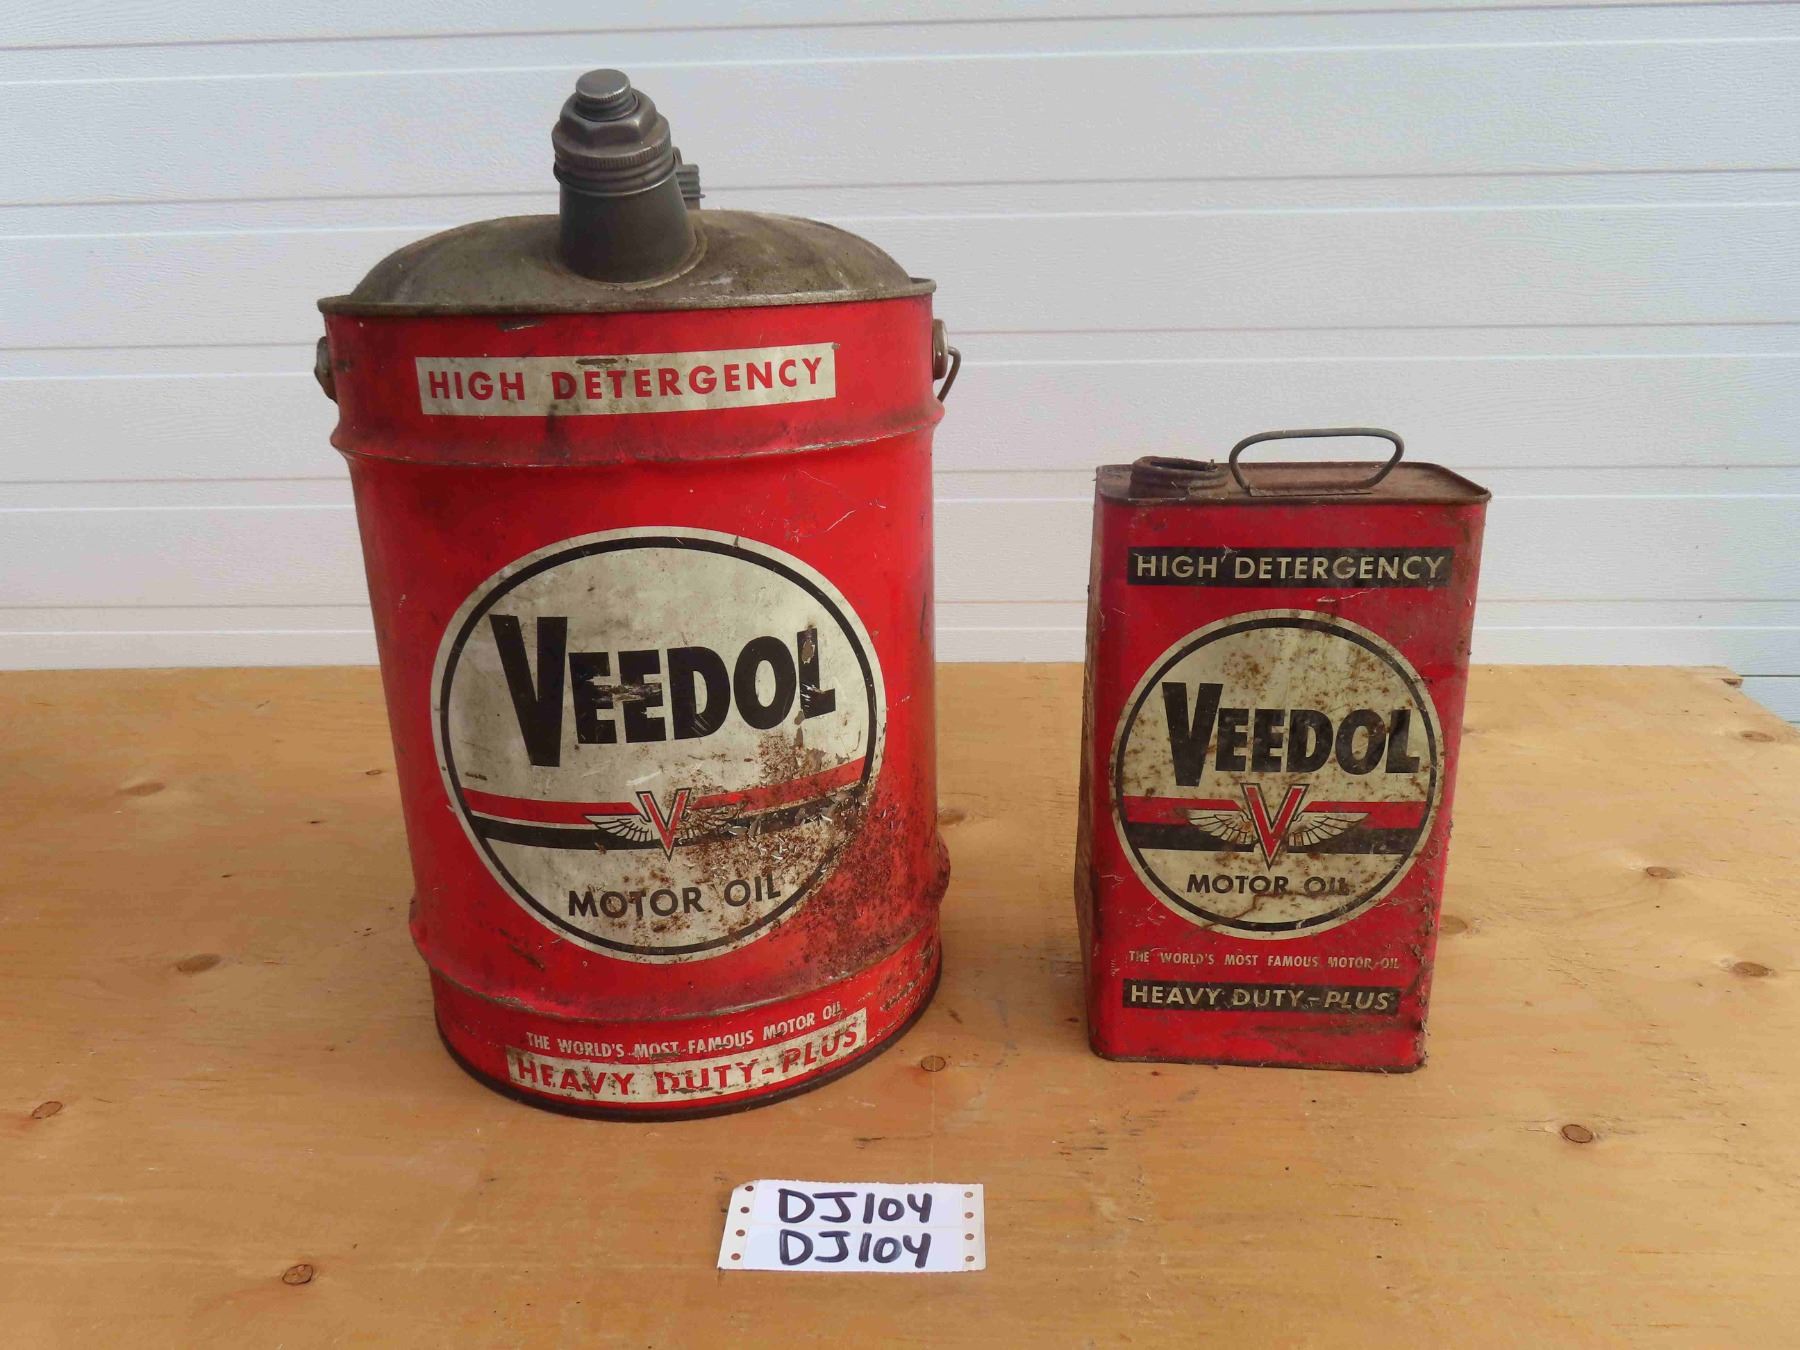 HIGH DETERGENCY
VEEDOL
V
MOTOR OIL
THE WORLD'S MOST FAMOUS MOTOR OIL
HEAVY DUTY-PLUS
HIGH DETERGENCY
VEEDOL
V
MOTOR OIL
THE WORLD'S MOST FAMOUS MOTOR OIL
HEAVY DUTY-PLUS
DJ104
DJ104